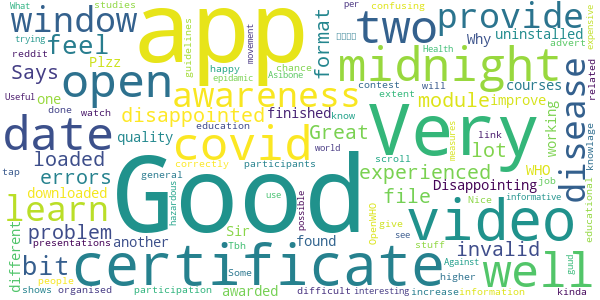 What studies
trying
reddit
window
feel
Says
Plzz
guidelines
app
format
two
provide
per confusing
Why uninstalled
expensive
advert
open
movement
happy chance
Asibone
epidamic
midnight
Health
contest will courses
related
disease
Useful one
awareness
extent
module improve
working
knowlage
date
done watch
disappointed
finished
know
link
loaded
quality education
covid
Great
Very
lot
WHO
errors
tap
correctly participants
world
experienced
scroll
measures
educational
job
downloaded
general
hazardous
Good
use
possible
file
Disappointing
Nice informative
learn
Sir
OpenWHO
give
video
problem
Tbh found
see stuff
invalid
guud
presentations another
Some
Against higher
different
bit
people
certificate
well
shows organised participation awarded difficult interesting increase information kinda